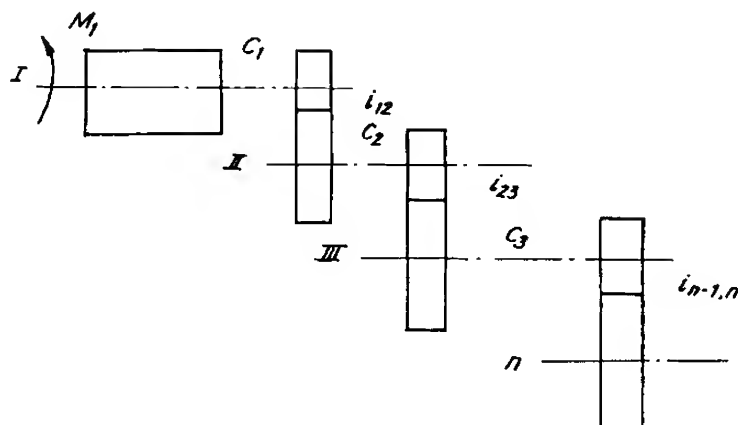 M₁
C₁
I
i₁₂
C₂
II
i₂₃
III
C₃
iₙ₋₁,ₙ
n